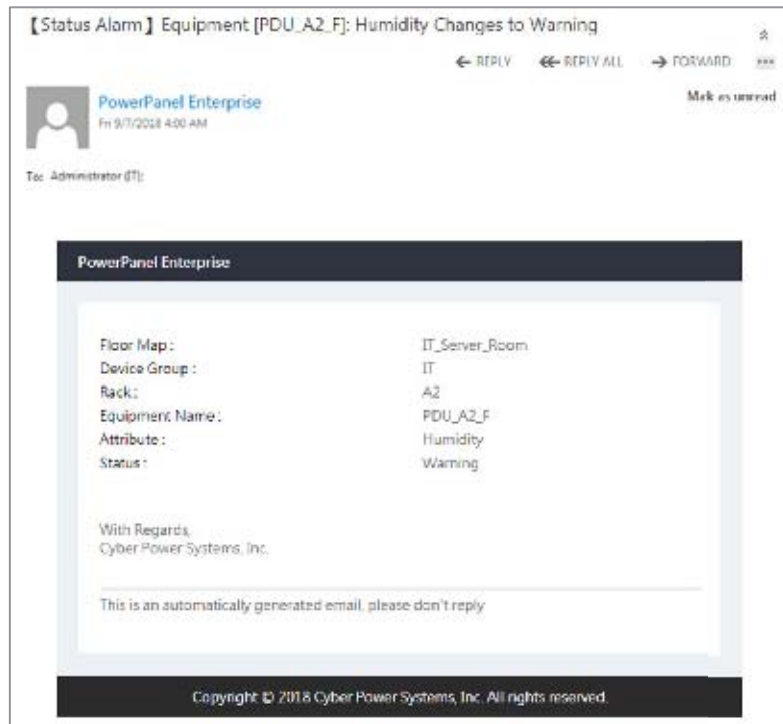 【Status Alarm】Equipment [PDU_A2_F]: Humidity Changes to Warning
REPLY REPLY ALL FORWARD
PowerPanel Enterprise
Mark as unread
Fri 9/7/2018 4:00 AM
To: Administrator (IT);
PowerPanel Enterprise
Floor Map : IT_Server_Room
Device Group : IT
Rack : A2
Equipment Name : PDU_A2_F
Attribute : Humidity
Status : Warning
With Regards,
Cyber Power Systems, Inc.
This is an automatically generated email, please don't reply
Copyright © 2018 Cyber Power Systems, Inc. All rights reserved.